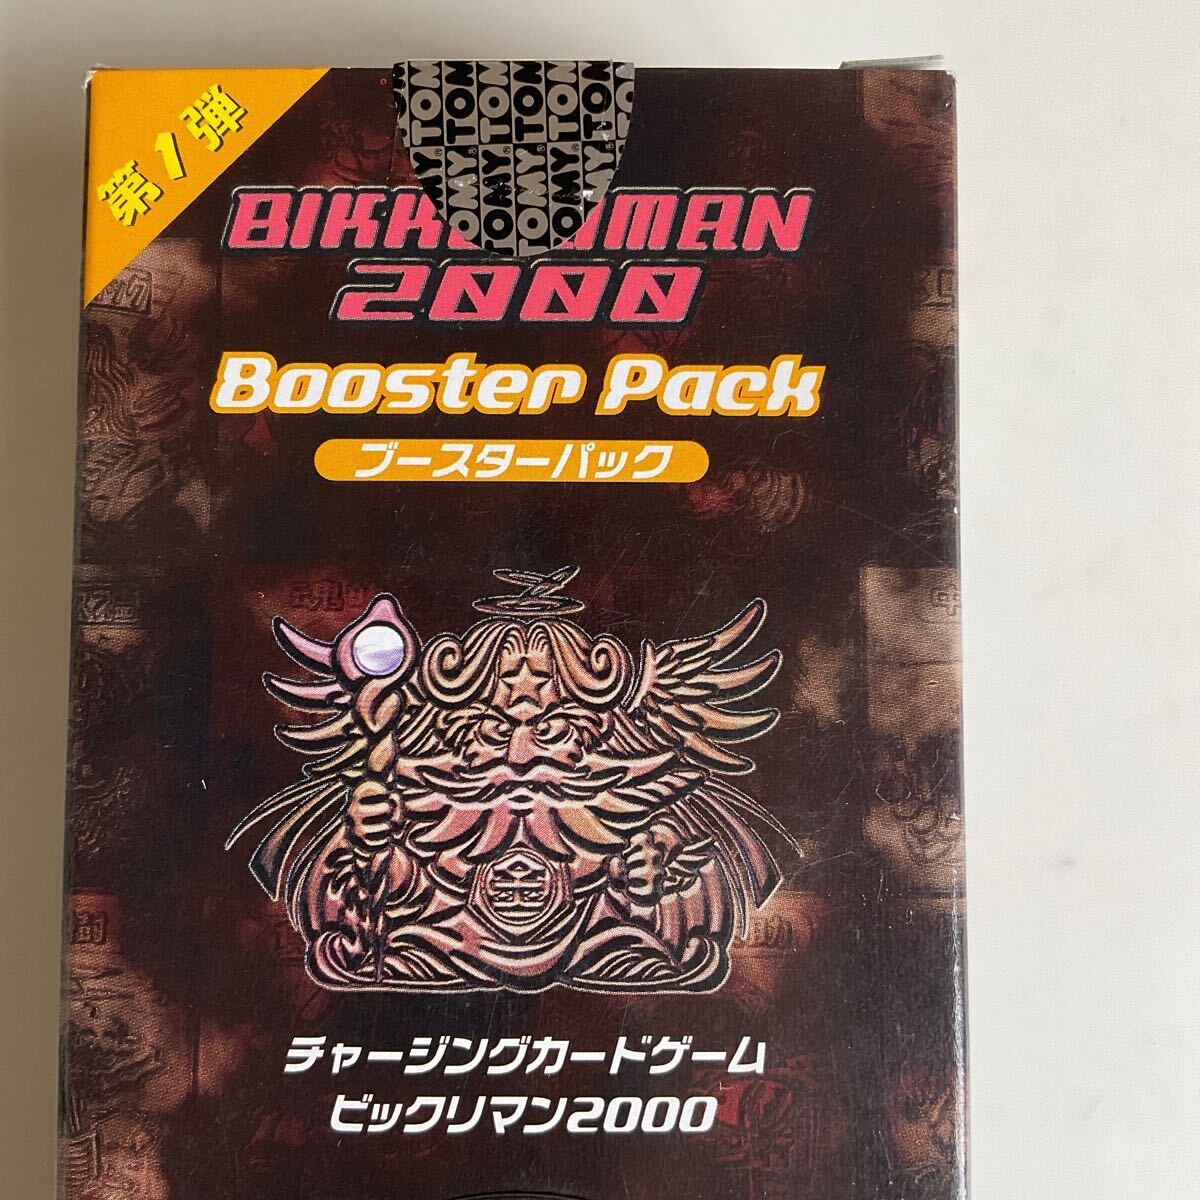 第1弾
TOMY TOMY TOMY TOMY
BIKKURIMAN
2000
Booster Pack
ブースターパック
チャージングカードゲーム
ビックリマン2000